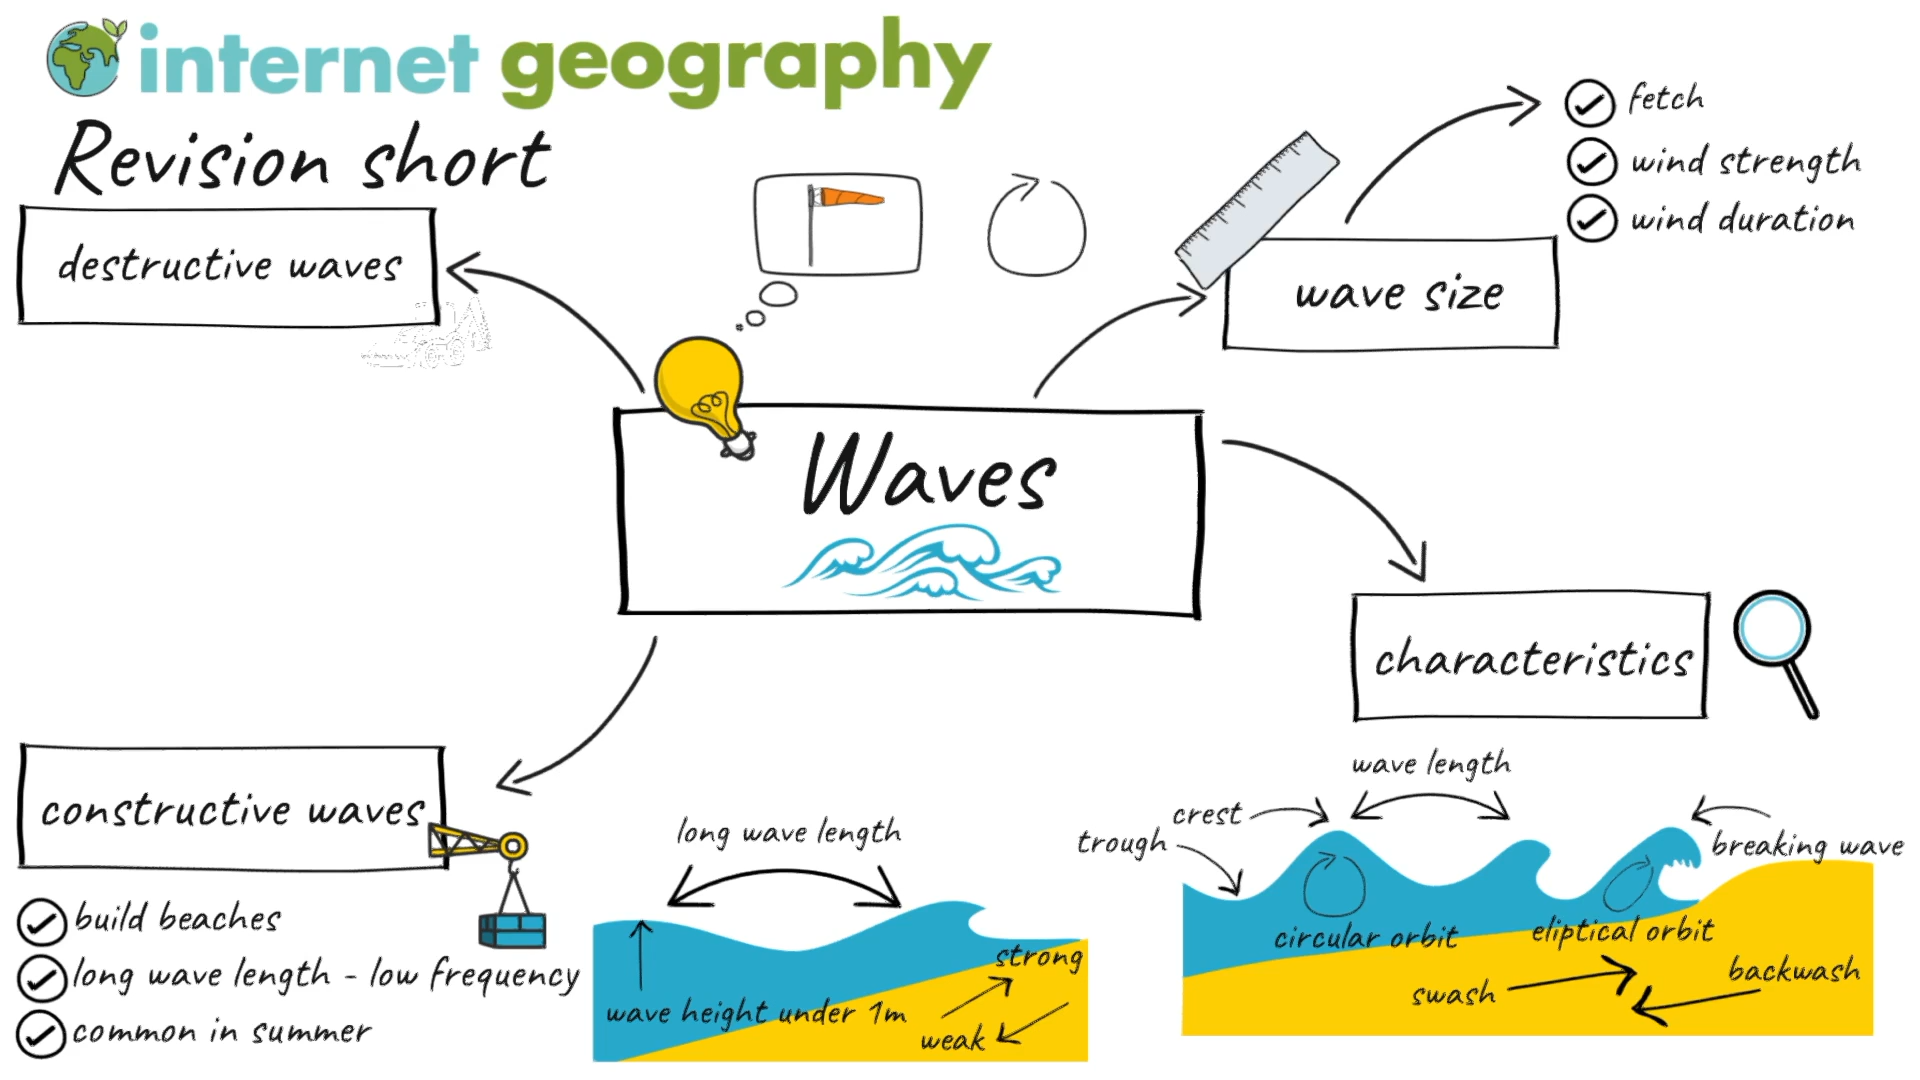 internet geography
Revision short
destructive waves
fetch
wind strength
wind duration
wave size
Waves
characteristics
constructive waves
build beaches
long wave length - low frequency
common in summer
long wave length
wave height under 1m
strong
weak
wave length
crest
trough
breaking wave
circular orbit
eliptical orbit
swash
backwash